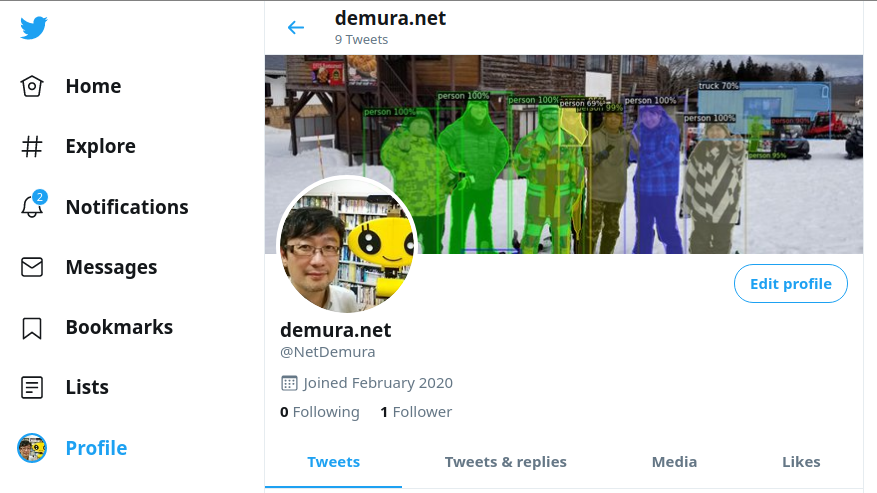 demura.net
9 Tweets
Home
Explore
2
Notifications
Messages
Bookmarks
Lists
Profile
person 100%
person 100%
person 100%
person 69%
person 99%
person 100%
truck 70%
person 100%
person 90%
person 95%
Edit profile
demura.net
@NetDemura
Joined February 2020
0 Following 1 Follower
Tweets Tweets & replies Media Likes